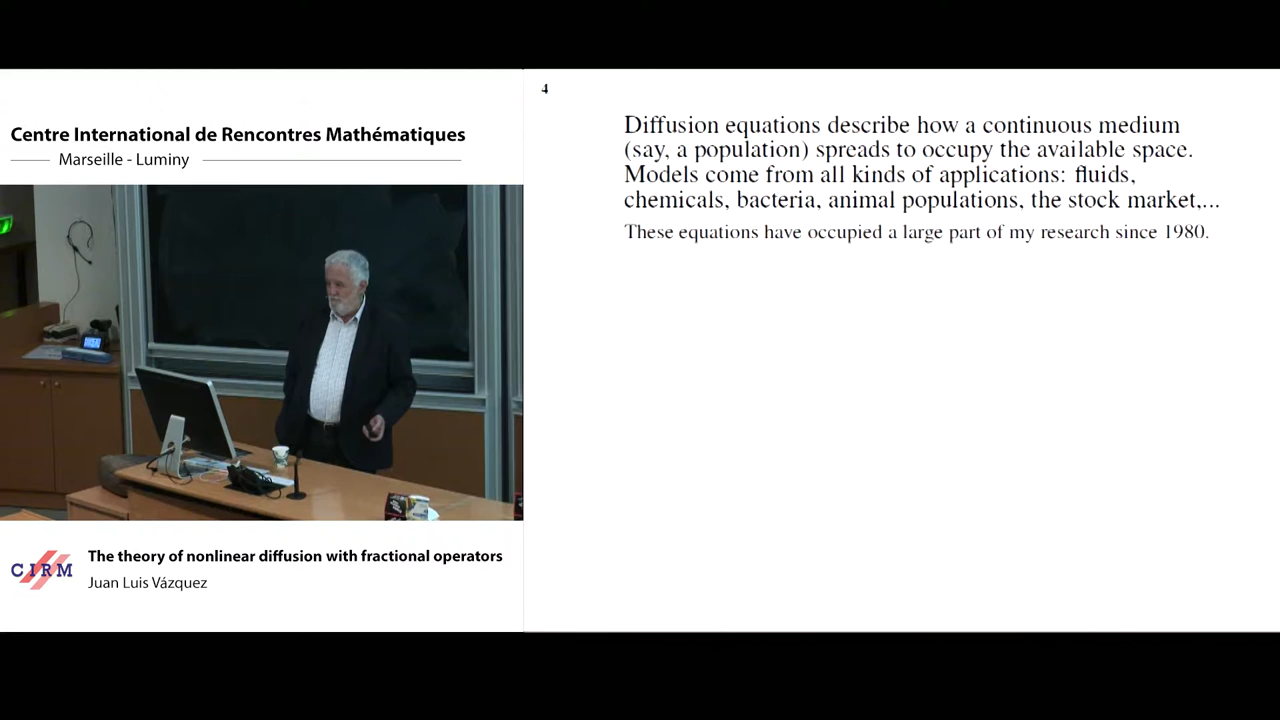 Centre International de Rencontres Mathématiques
Marseille - Luminy
CIRM
The theory of nonlinear diffusion with fractional operators
Juan Luis Vázquez
4
Diffusion equations describe how a continuous medium
(say, a population) spreads to occupy the available space.
Models come from all kinds of applications: fluids,
chemicals, bacteria, animal populations, the stock market,...
These equations have occupied a large part of my research since 1980.